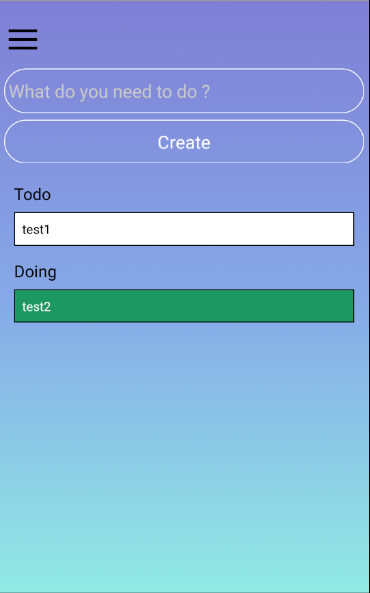 What do you need to do ?
Create
Todo
test1
Doing
test2